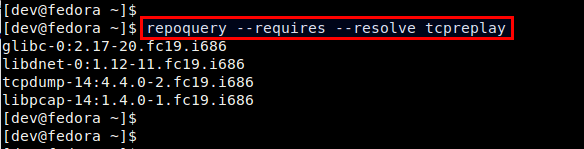 [dev@fedora ~]$
[dev@fedora ~]$ repoquery --requires --resolve tcpreplay
glibc-0:2.17-20.fc19.i686
libdnet-0:1.12-11.fc19.i686
tcpdump-14:4.4.0-2.fc19.i686
libpcap-14:1.4.0-1.fc19.i686
[dev@fedora ~]$
[dev@fedora ~]$
[dev@fedora ~]$